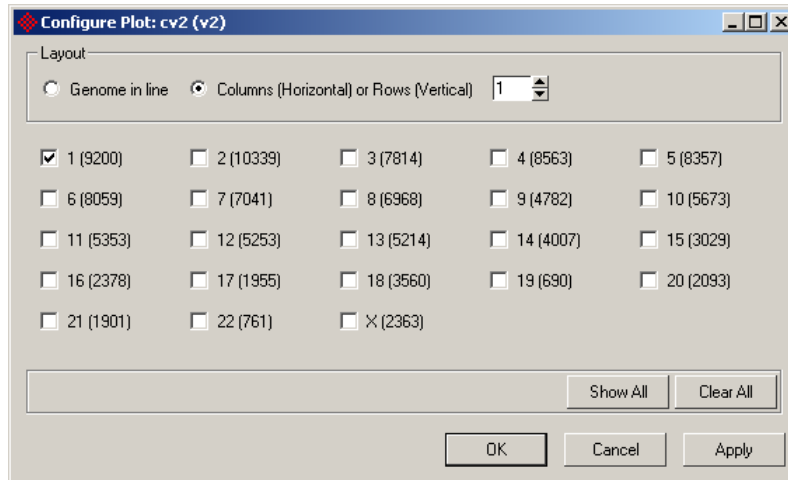 Configure Plot: cv2 (v2)
Layout
Genome in line Columns (Horizontal) or Rows (Vertical) 1
1 (9200) 2 (10339) 3 (7814) 4 (8563) 5 (8357)
6 (8059) 7 (7041) 8 (6968) 9 (4782) 10 (5673)
11 (5353) 12 (5253) 13 (5214) 14 (4007) 15 (3029)
16 (2378) 17 (1955) 18 (3560) 19 (690) 20 (2093)
21 (1901) 22 (761) X (2363)
Show All Clear All
OK Cancel Apply